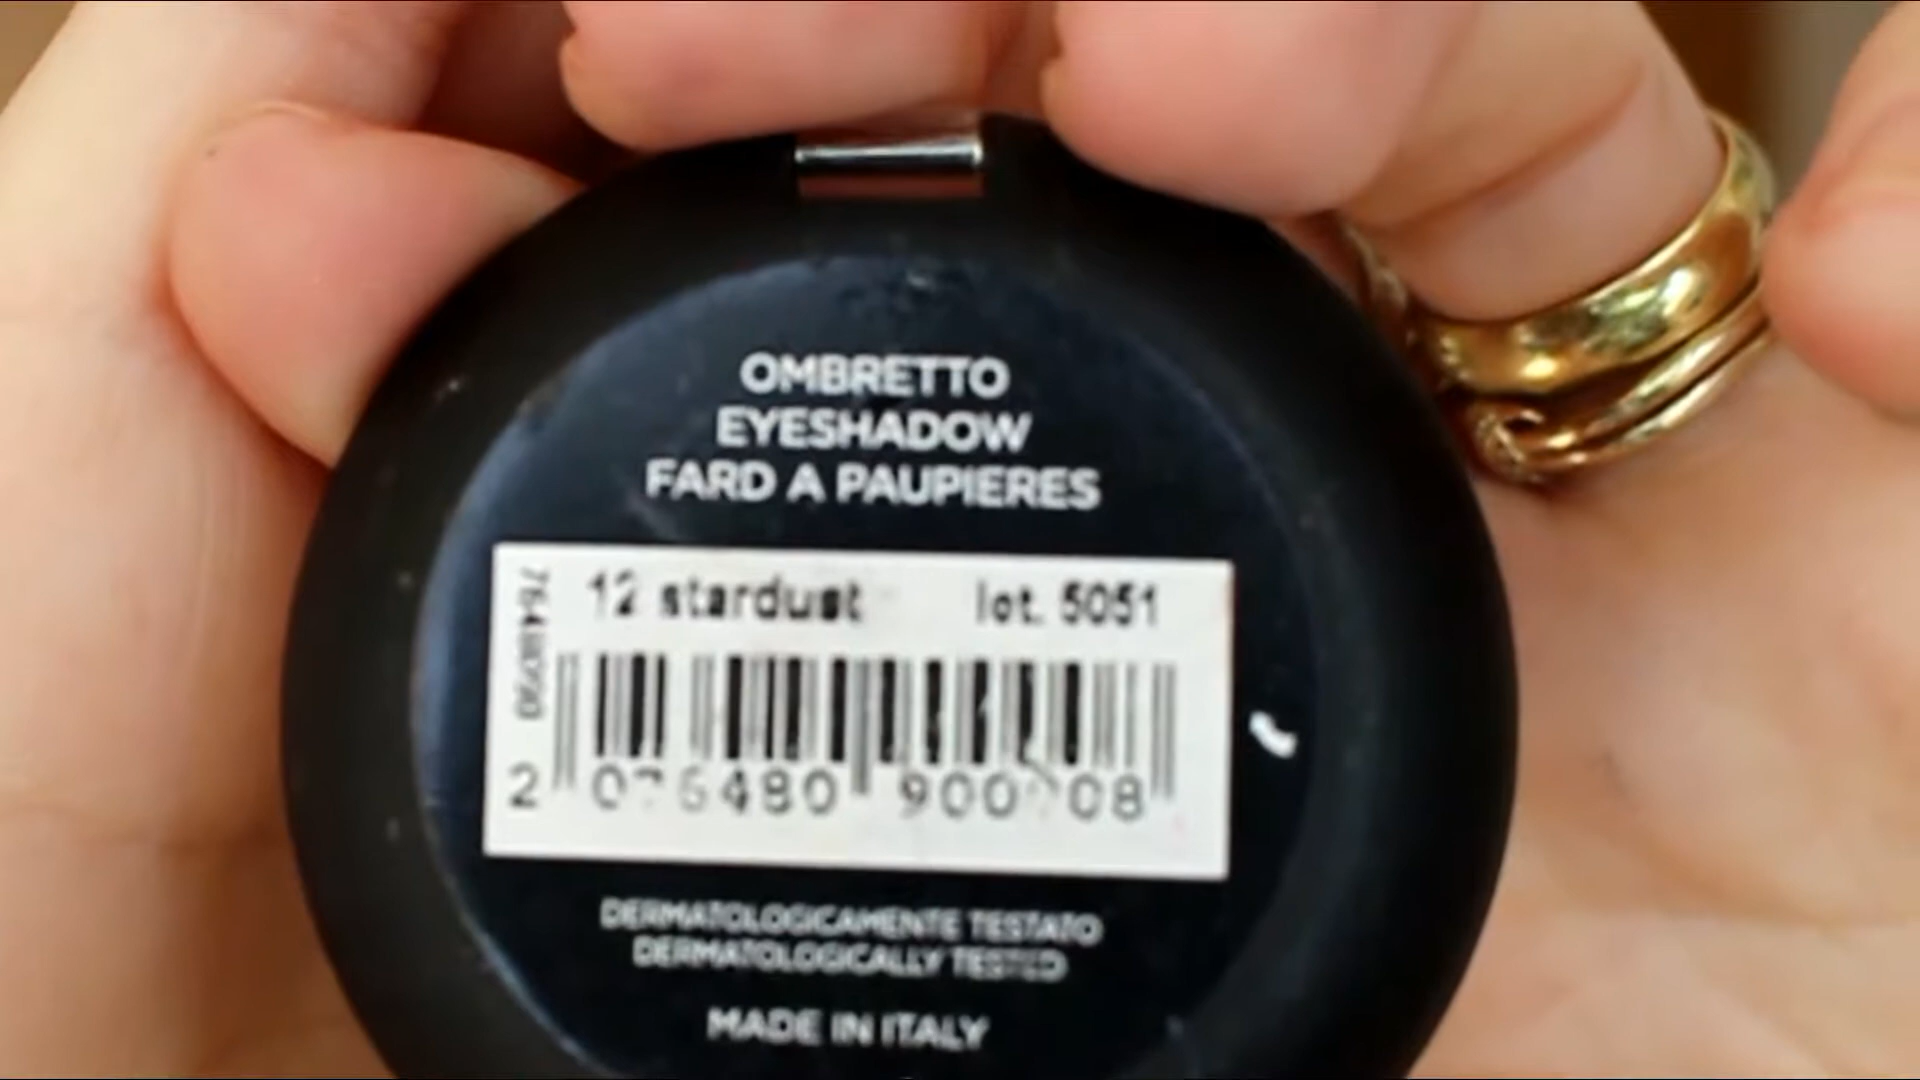 OMBRETTO
EYESHADOW
FARD A PAUPIERES
12 stardust lot. 5051
DERMATOLOGICAMENTE TESTATO
DERMATOLOGICALLY TESTED
MADE IN ITALY